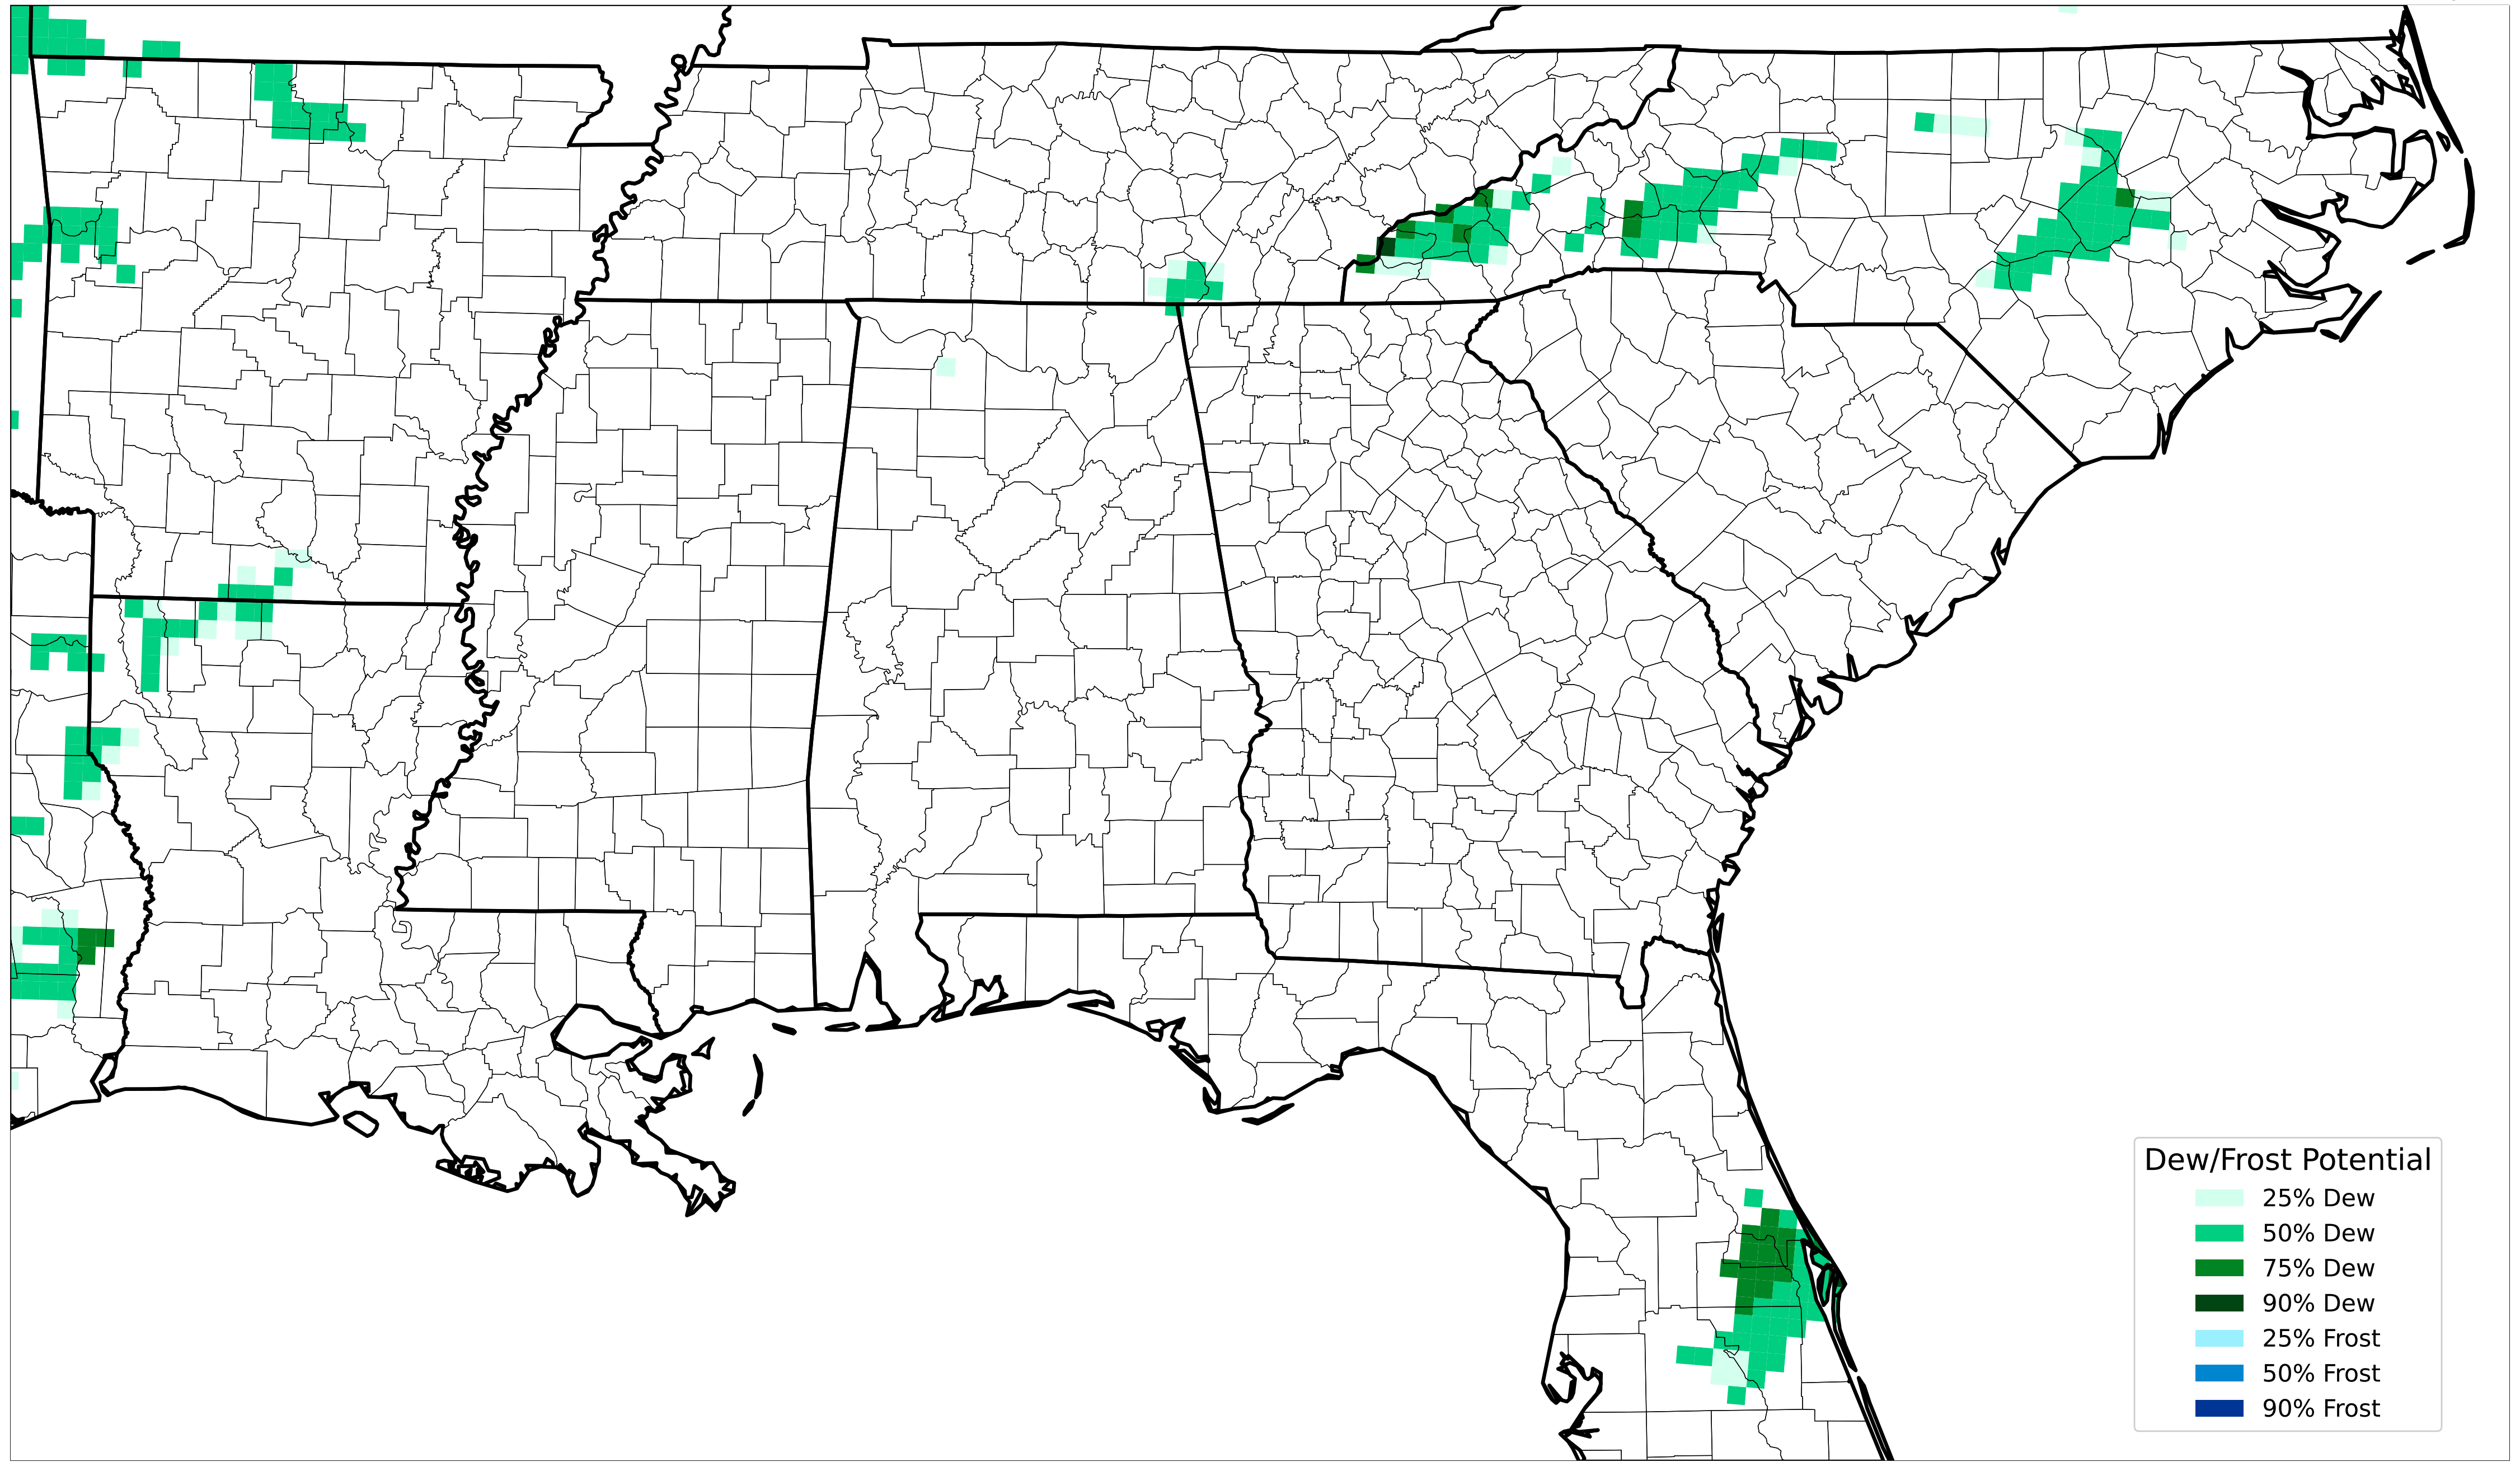 Dew/Frost Potential
25% Dew
50% Dew
75% Dew
90% Dew
25% Frost
50% Frost
90% Frost